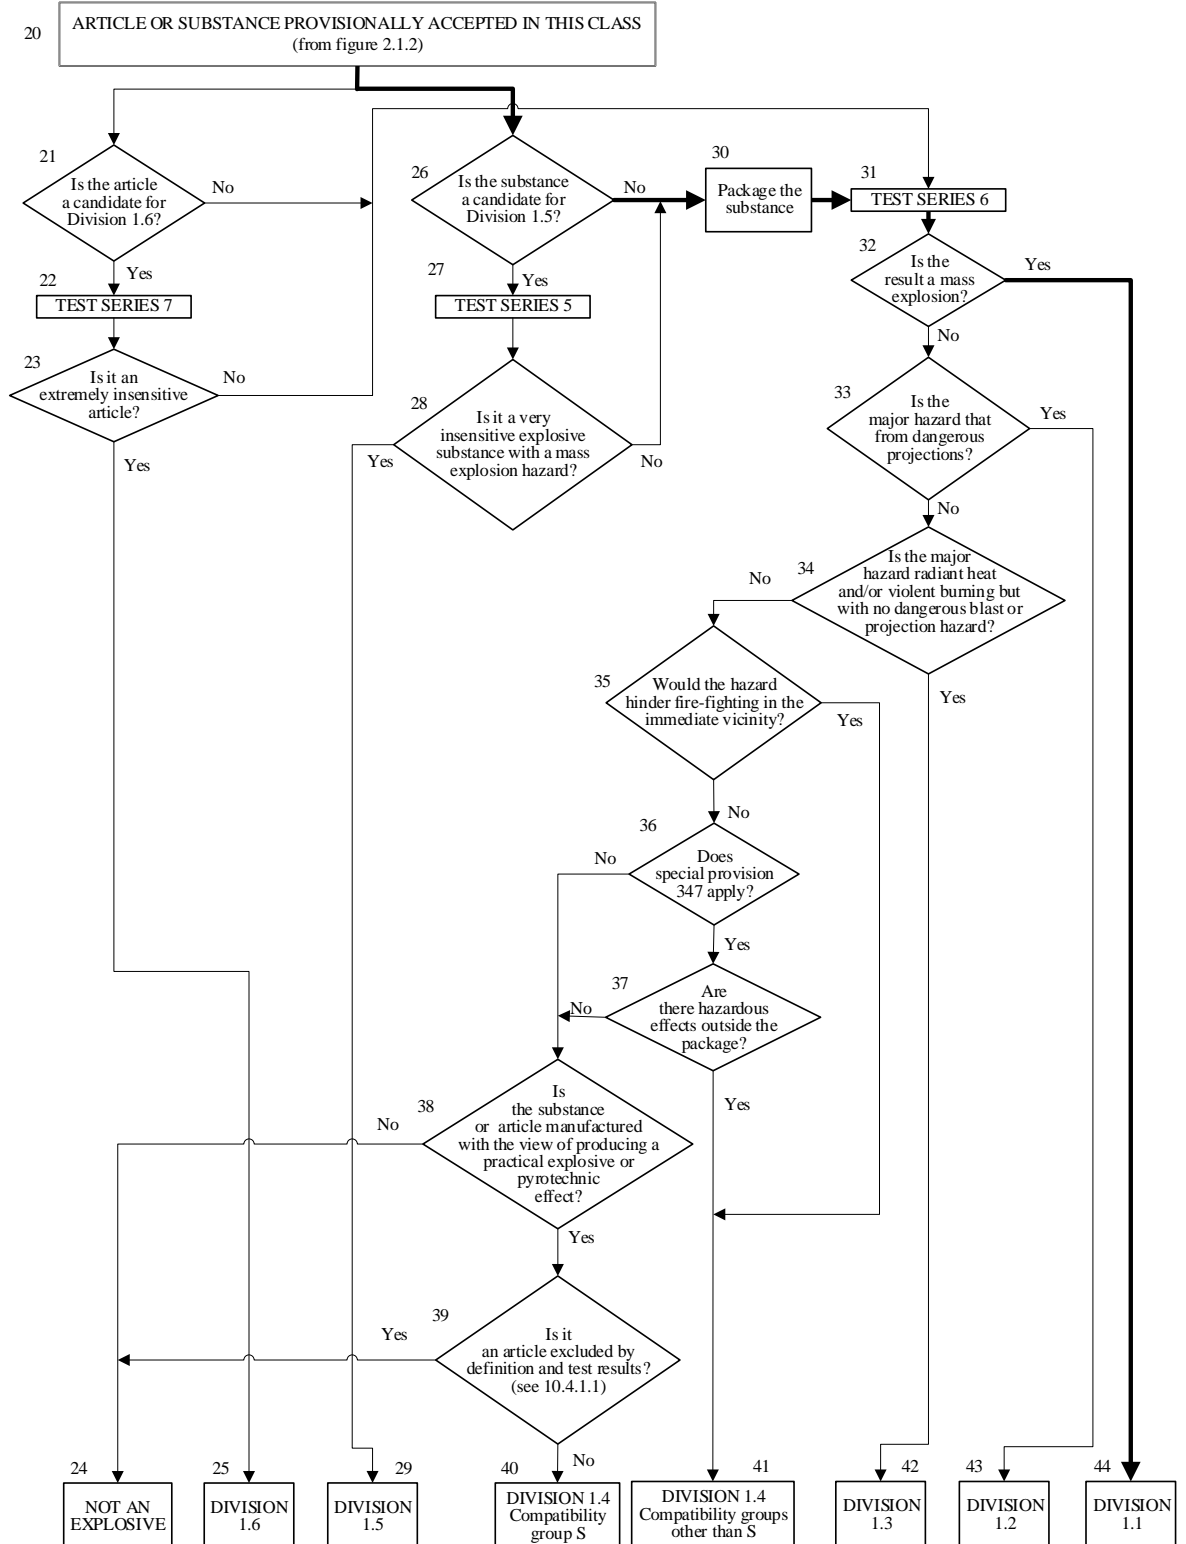 20
ARTICLE OR SUBSTANCE PROVISIONALLY ACCEPTED IN THIS CLASS
(from figure 2.1.2)
21
Is the article
a candidate for
Division 1.6?
No
Yes
22
TEST SERIES 7
23
Is it an
extremely insensitive
article?
No
Yes
26
Is the substance
a candidate for
Division 1.5?
No
Yes
27
TEST SERIES 5
28
Is it a very
insensitive explosive
substance with a mass
explosion hazard?
Yes
No
30
Package the
substance
31
TEST SERIES 6
32
Is the
result a mass
explosion?
Yes
No
33
Is the
major hazard that
from dangerous
projections?
Yes
No
34
Is the major
hazard radiant heat
and/or violent burning but
with no dangerous blast or
projection hazard?
No
Yes
35
Would the hazard
hinder fire-fighting in the
immediate vicinity?
Yes
No
36
Does
special provision
347 apply?
No
Yes
37
Are
there hazardous
effects outside the
package?
No
Yes
38
Is
the substance
or article manufactured
with the view of producing a
practical explosive or
pyrotechnic
effect?
No
Yes
39
Is it
an article excluded by
definition and test results?
(see 10.4.1.1)
Yes
No
24
NOT AN
EXPLOSIVE
25
DIVISION
1.6
29
DIVISION
1.5
40
DIVISION 1.4
Compatibility
group S
41
DIVISION 1.4
Compatibility groups
other than S
42
DIVISION
1.3
43
DIVISION
1.2
44
DIVISION
1.1